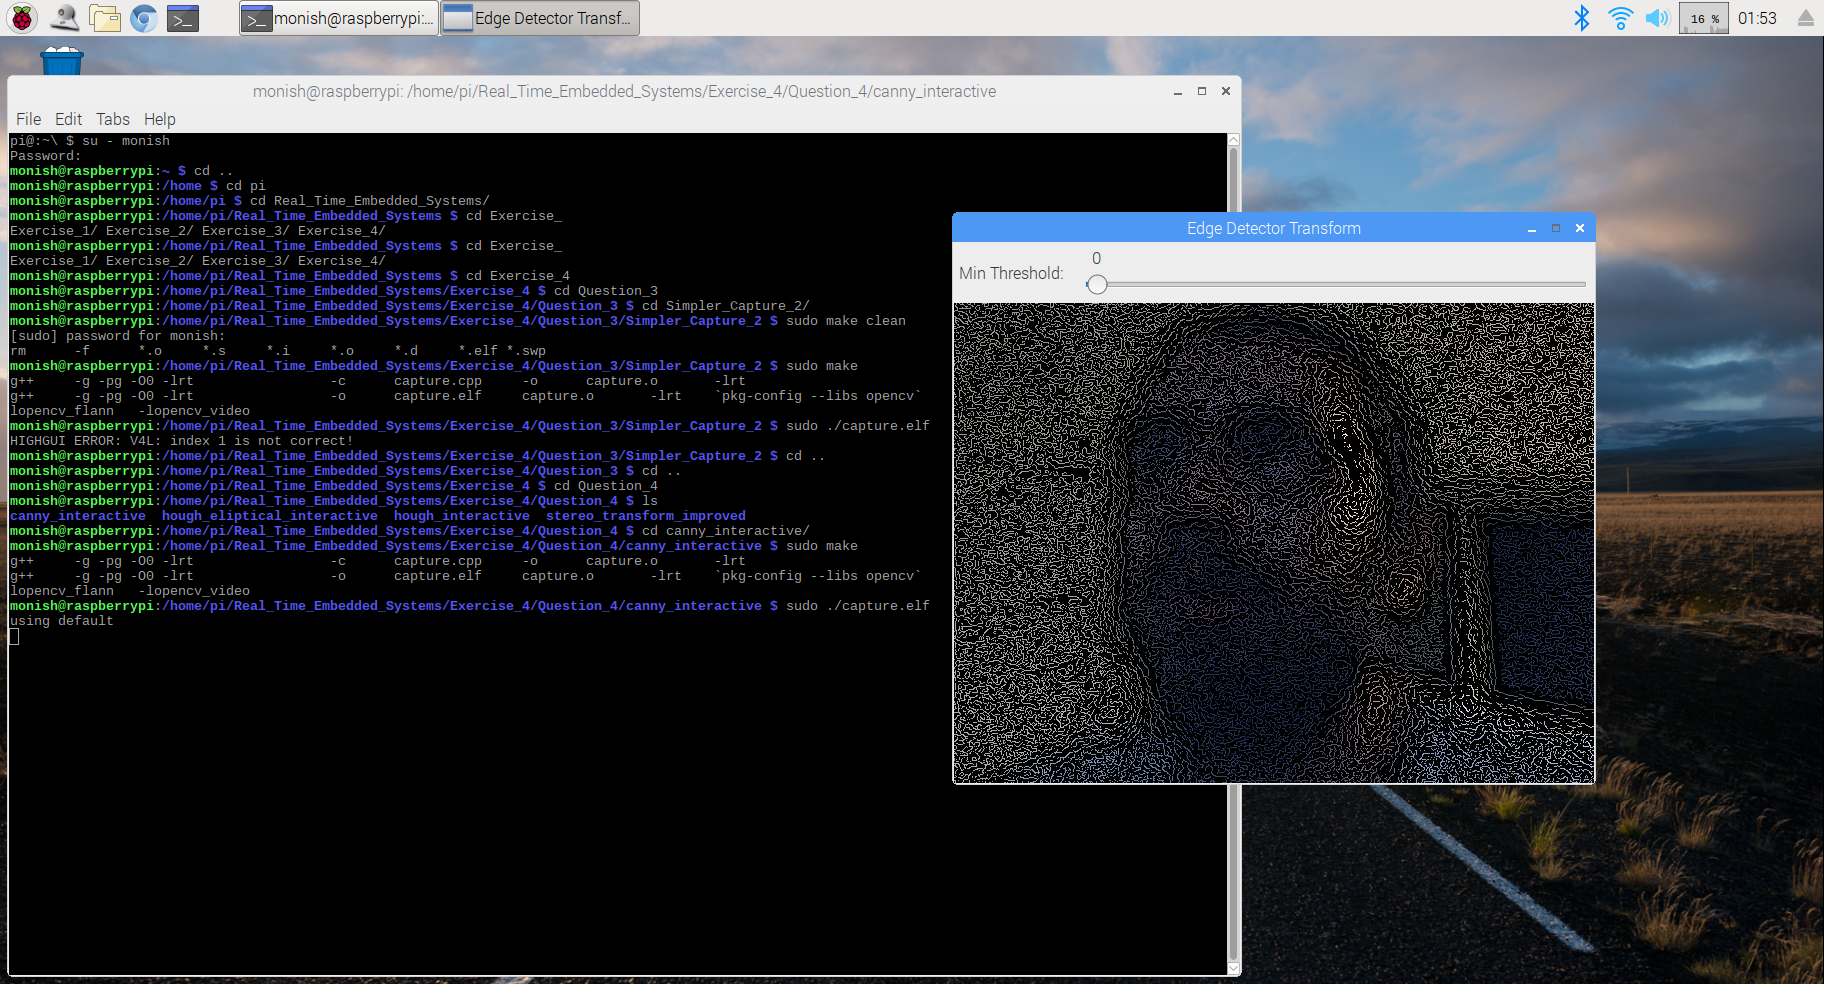 monish@raspberrypi:...
Edge Detector Transf...
16 %
01:53
monish@raspberrypi: /home/pi/Real_Time_Embedded_Systems/Exercise_4/Question_4/canny_interactive
File Edit Tabs Help
pi@:~\ $ su - monish
Password:
monish@raspberrypi:~ $ cd ..
monish@raspberrypi:/home $ cd pi
monish@raspberrypi:/home/pi $ cd Real_Time_Embedded_Systems/
monish@raspberrypi:/home/pi/Real_Time_Embedded_Systems $ cd Exercise_
Exercise_1/ Exercise_2/ Exercise_3/ Exercise_4/
monish@raspberrypi:/home/pi/Real_Time_Embedded_Systems $ cd Exercise_
Exercise_1/ Exercise_2/ Exercise_3/ Exercise_4/
monish@raspberrypi:/home/pi/Real_Time_Embedded_Systems $ cd Exercise_4
monish@raspberrypi:/home/pi/Real_Time_Embedded_Systems/Exercise_4 $ cd Question_3
monish@raspberrypi:/home/pi/Real_Time_Embedded_Systems/Exercise_4/Question_3 $ cd Simpler_Capture_2/
monish@raspberrypi:/home/pi/Real_Time_Embedded_Systems/Exercise_4/Question_3/Simpler_Capture_2 $ sudo make clean
[sudo] password for monish:
rm -f *.o *.s *.i *.o *.d *.elf *.swp
monish@raspberrypi:/home/pi/Real_Time_Embedded_Systems/Exercise_4/Question_3/Simpler_Capture_2 $ sudo make
g++ -g -pg -O0 -lrt -c capture.cpp -o capture.o -lrt
g++ -g -pg -O0 -lrt -o capture.elf capture.o -lrt `pkg-config --libs opencv`
lopencv_flann -lopencv_video
monish@raspberrypi:/home/pi/Real_Time_Embedded_Systems/Exercise_4/Question_3/Simpler_Capture_2 $ sudo ./capture.elf
HIGHGUI ERROR: V4L: index 1 is not correct!
monish@raspberrypi:/home/pi/Real_Time_Embedded_Systems/Exercise_4/Question_3/Simpler_Capture_2 $ cd ..
monish@raspberrypi:/home/pi/Real_Time_Embedded_Systems/Exercise_4/Question_3 $ cd ..
monish@raspberrypi:/home/pi/Real_Time_Embedded_Systems/Exercise_4 $ cd Question_4
monish@raspberrypi:/home/pi/Real_Time_Embedded_Systems/Exercise_4/Question_4 $ ls
canny_interactive hough_eliptical_interactive hough_interactive stereo_transform_improved
monish@raspberrypi:/home/pi/Real_Time_Embedded_Systems/Exercise_4/Question_4 $ cd canny_interactive/
monish@raspberrypi:/home/pi/Real_Time_Embedded_Systems/Exercise_4/Question_4/canny_interactive $ sudo make
g++ -g -pg -O0 -lrt -c capture.cpp -o capture.o -lrt
g++ -g -pg -O0 -lrt -o capture.elf capture.o -lrt `pkg-config --libs opencv`
lopencv_flann -lopencv_video
monish@raspberrypi:/home/pi/Real_Time_Embedded_Systems/Exercise_4/Question_4/canny_interactive $ sudo ./capture.elf
using default
Edge Detector Transform
0
Min Threshold: